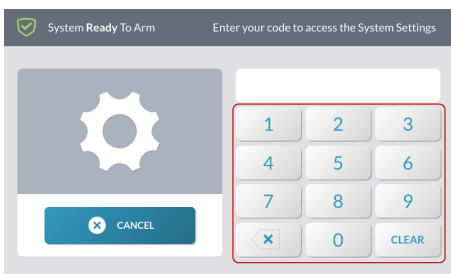 System Ready To Arm
Enter your code to access the System Settings
1 2 3
4 5 6
7 8 9
0 CLEAR
CANCEL